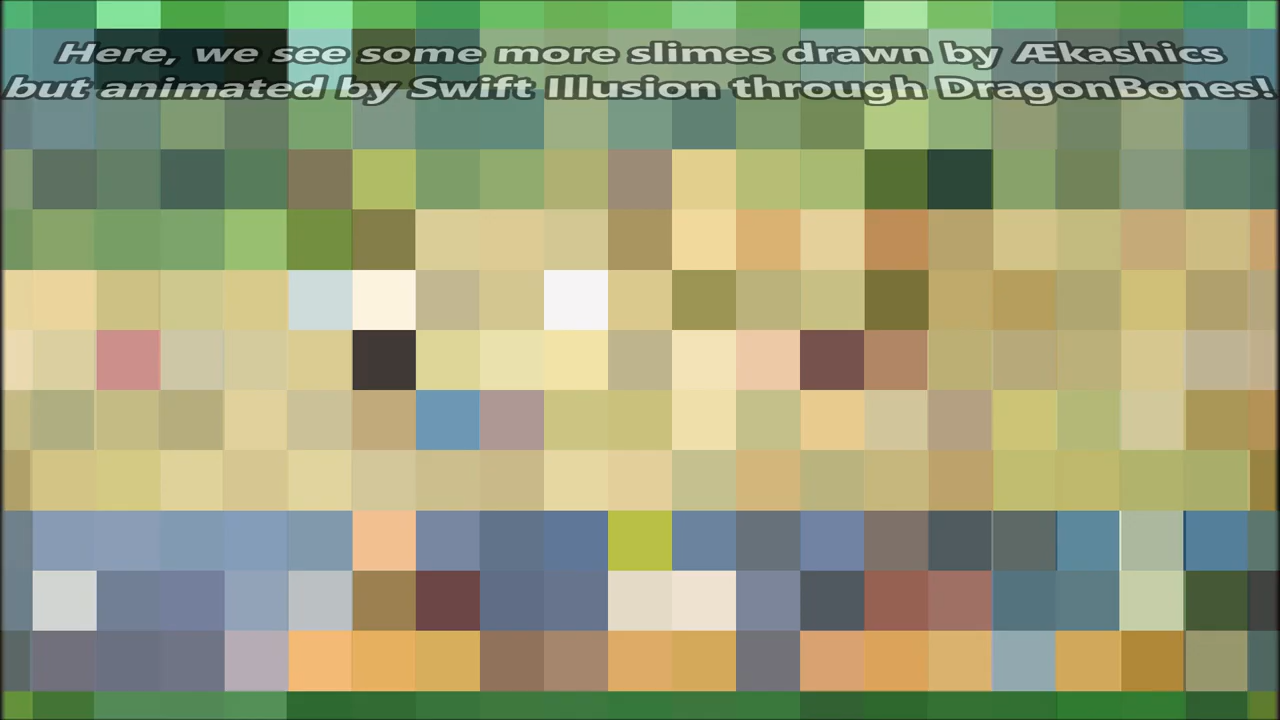 Here, we see some more slimes drawn by Ækashics
but animated by Swift Illusion through DragonBones!